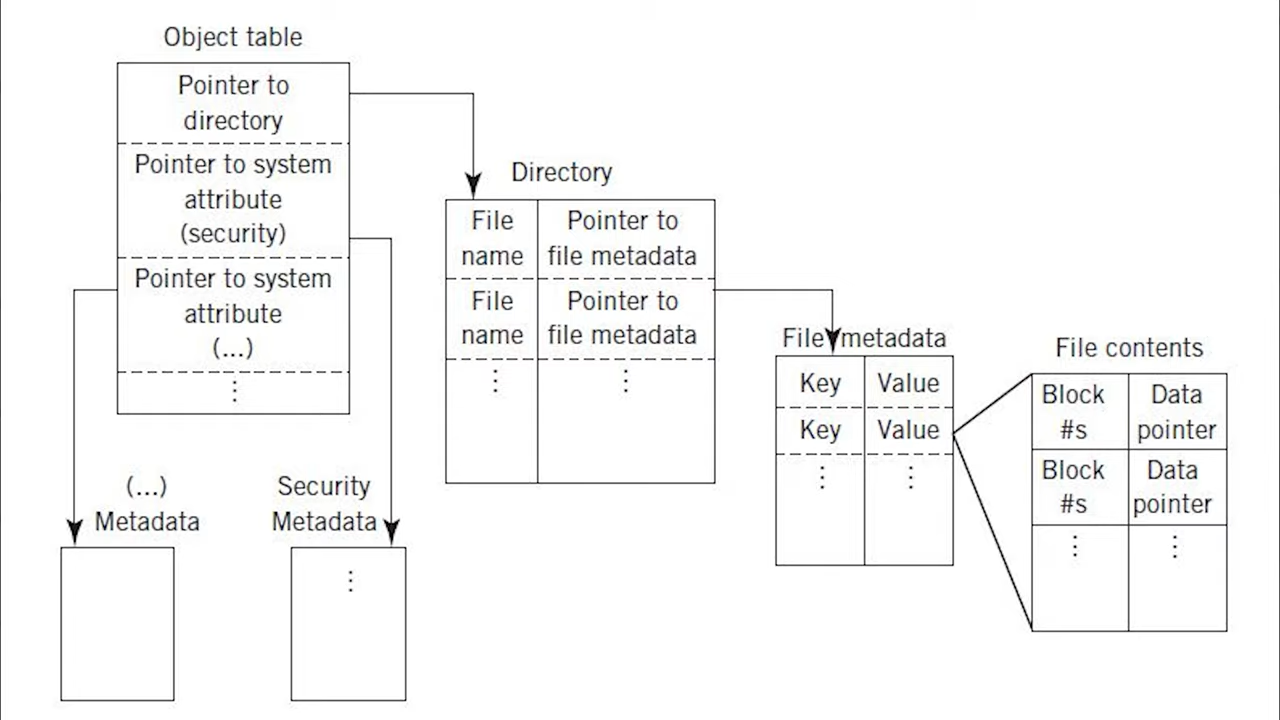 Object table
Pointer to
directory
Pointer to system
attribute
(security)
Pointer to system
attribute
(...)
⋮
(...)
Metadata
Security
Metadata
⋮
Directory
File
name
Pointer to
file metadata
File
name
Pointer to
file metadata
⋮ ⋮
File metadata
Key Value
Key Value
⋮ ⋮
File contents
Block
#s
Data
pointer
Block
#s
Data
pointer
⋮ ⋮